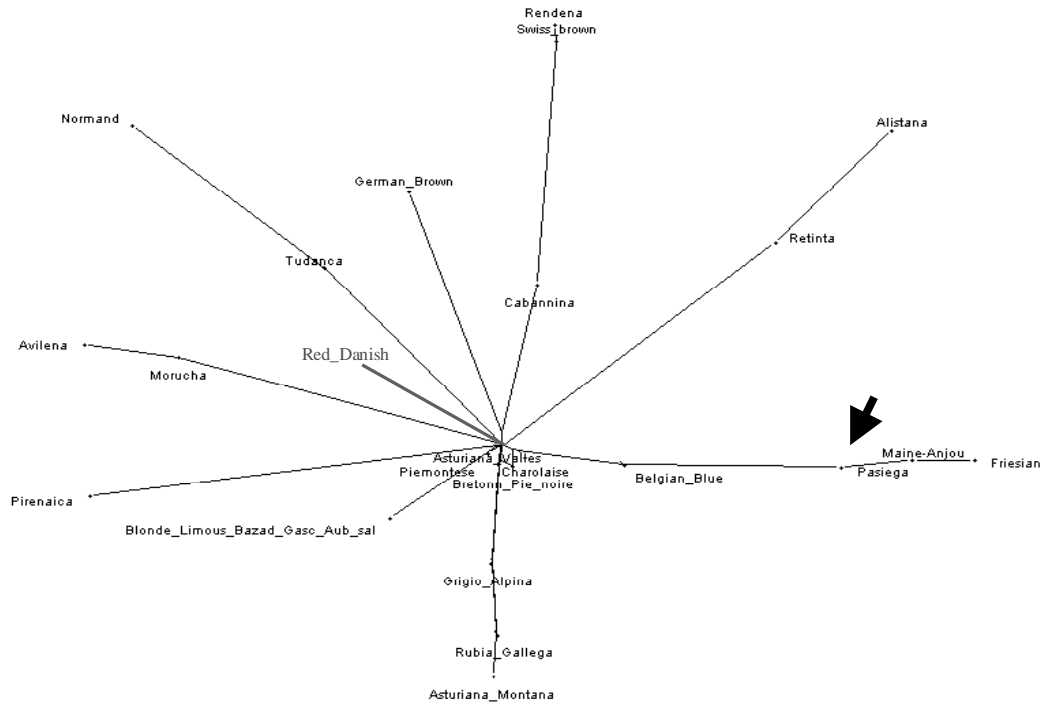 Rendena
Swiss_brown
Normand
Alistana
German_Brown
Retinta
Tudanca
Cabannina
Avilena
Red_Danish
Morucha
Asturiana_Valles
Maine-Anjou
Friesian
Piemontese
Charolaise
Pasiega
Bretonn_Pie_noire
Belgian_Blue
Pirenaica
Blonde_Limous_Bazad_Gasc_Aub_sal
Grigio_Alpina
Rubia_Gallega
Asturiana_Montana